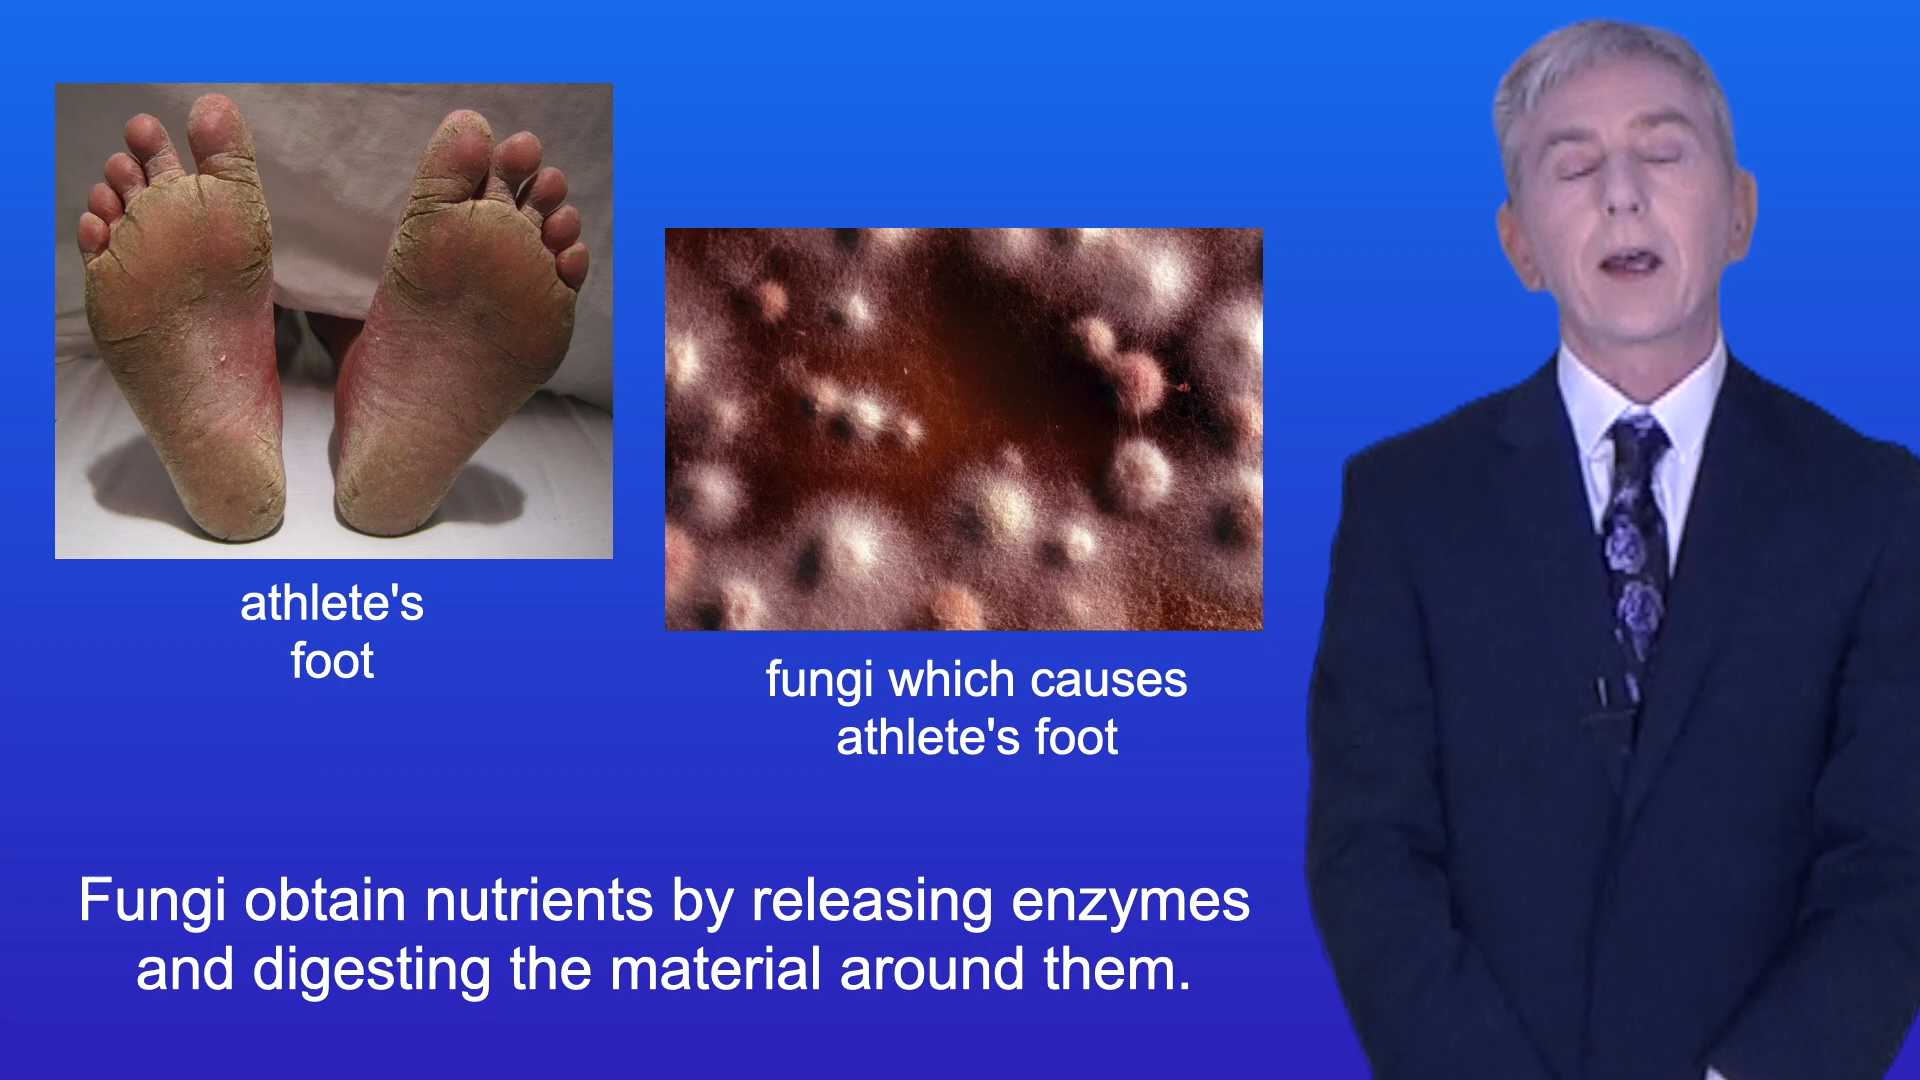 athlete's
foot
fungi which causes
athlete's foot
Fungi obtain nutrients by releasing enzymes
and digesting the material around them.